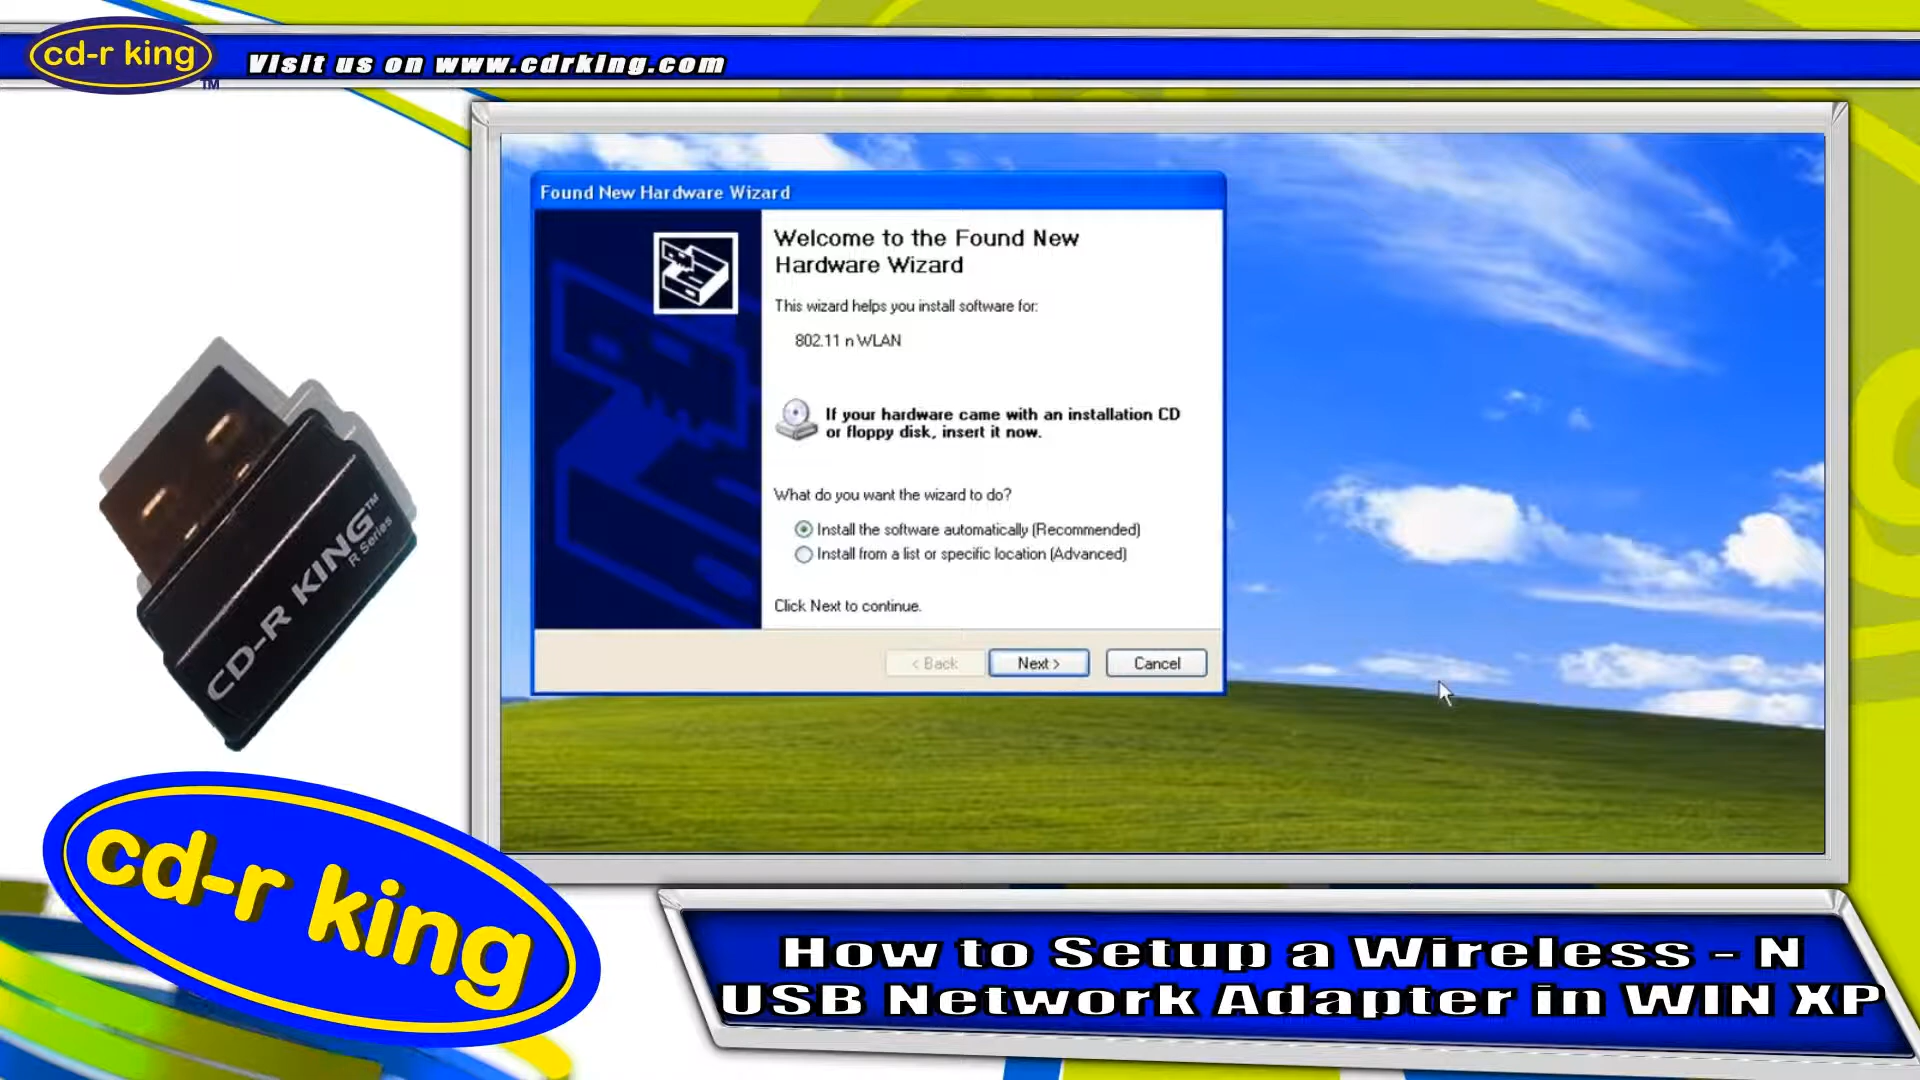 cd-r king
TM
Visit us on www.cdrking.com
Found New Hardware Wizard
Welcome to the Found New
Hardware Wizard
This wizard helps you install software for:
802.11 n WLAN
If your hardware came with an installation CD
or floppy disk, insert it now.
What do you want the wizard to do?
Install the software automatically (Recommended)
Install from a list or specific location (Advanced)
Click Next to continue.
< Back
Next >
Cancel
CD-R KING™
R Series
cd-r king
How to Setup a Wireless - N
USB Network Adapter in WIN XP